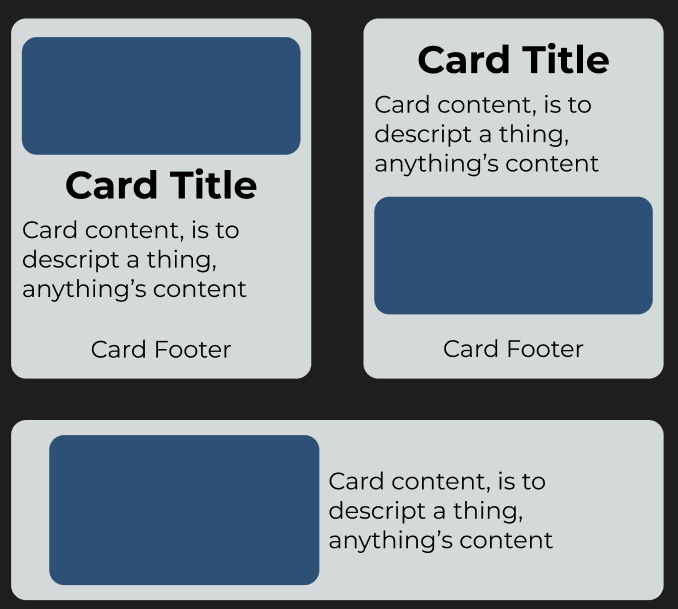 Card Title
Card content, is to
descript a thing,
anything’s content
Card Footer
Card Title
Card content, is to
descript a thing,
anything’s content
Card Footer
Card content, is to
descript a thing,
anything’s content